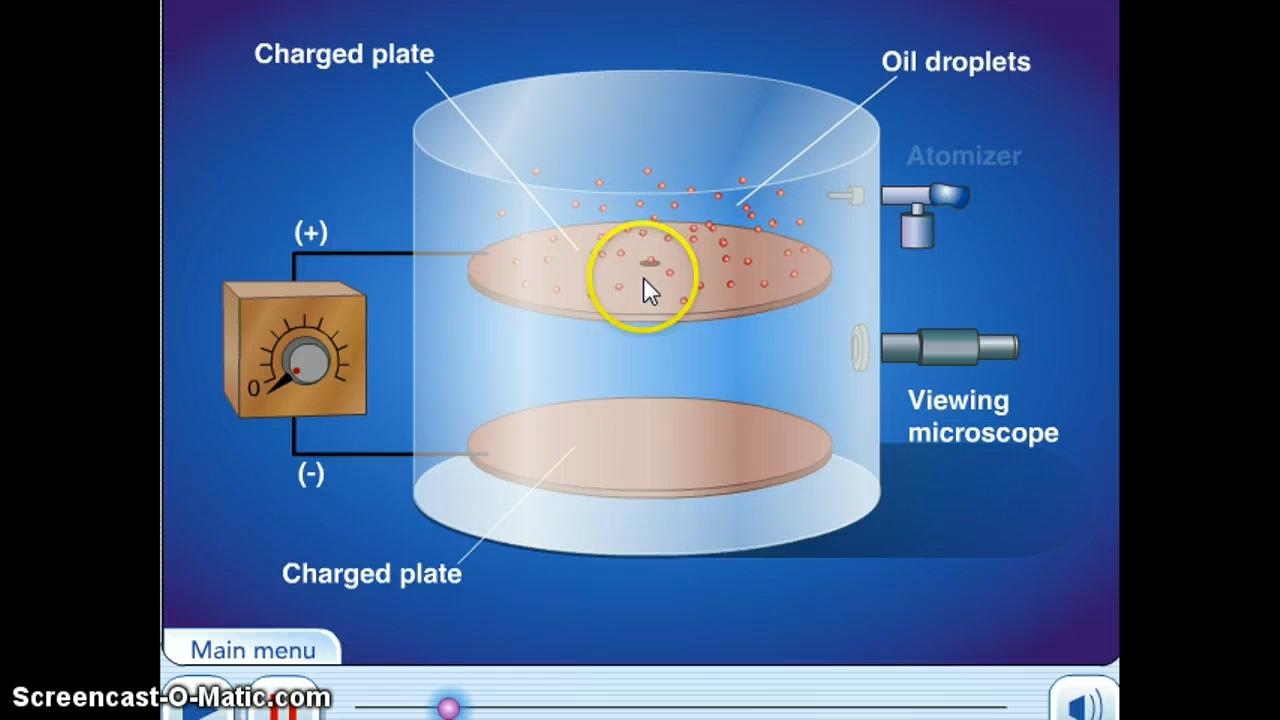 Charged plate
Oil droplets
Atomizer
(+)
0
Viewing
microscope
(-)
Charged plate
Main menu
Screencast-O-Matic.com